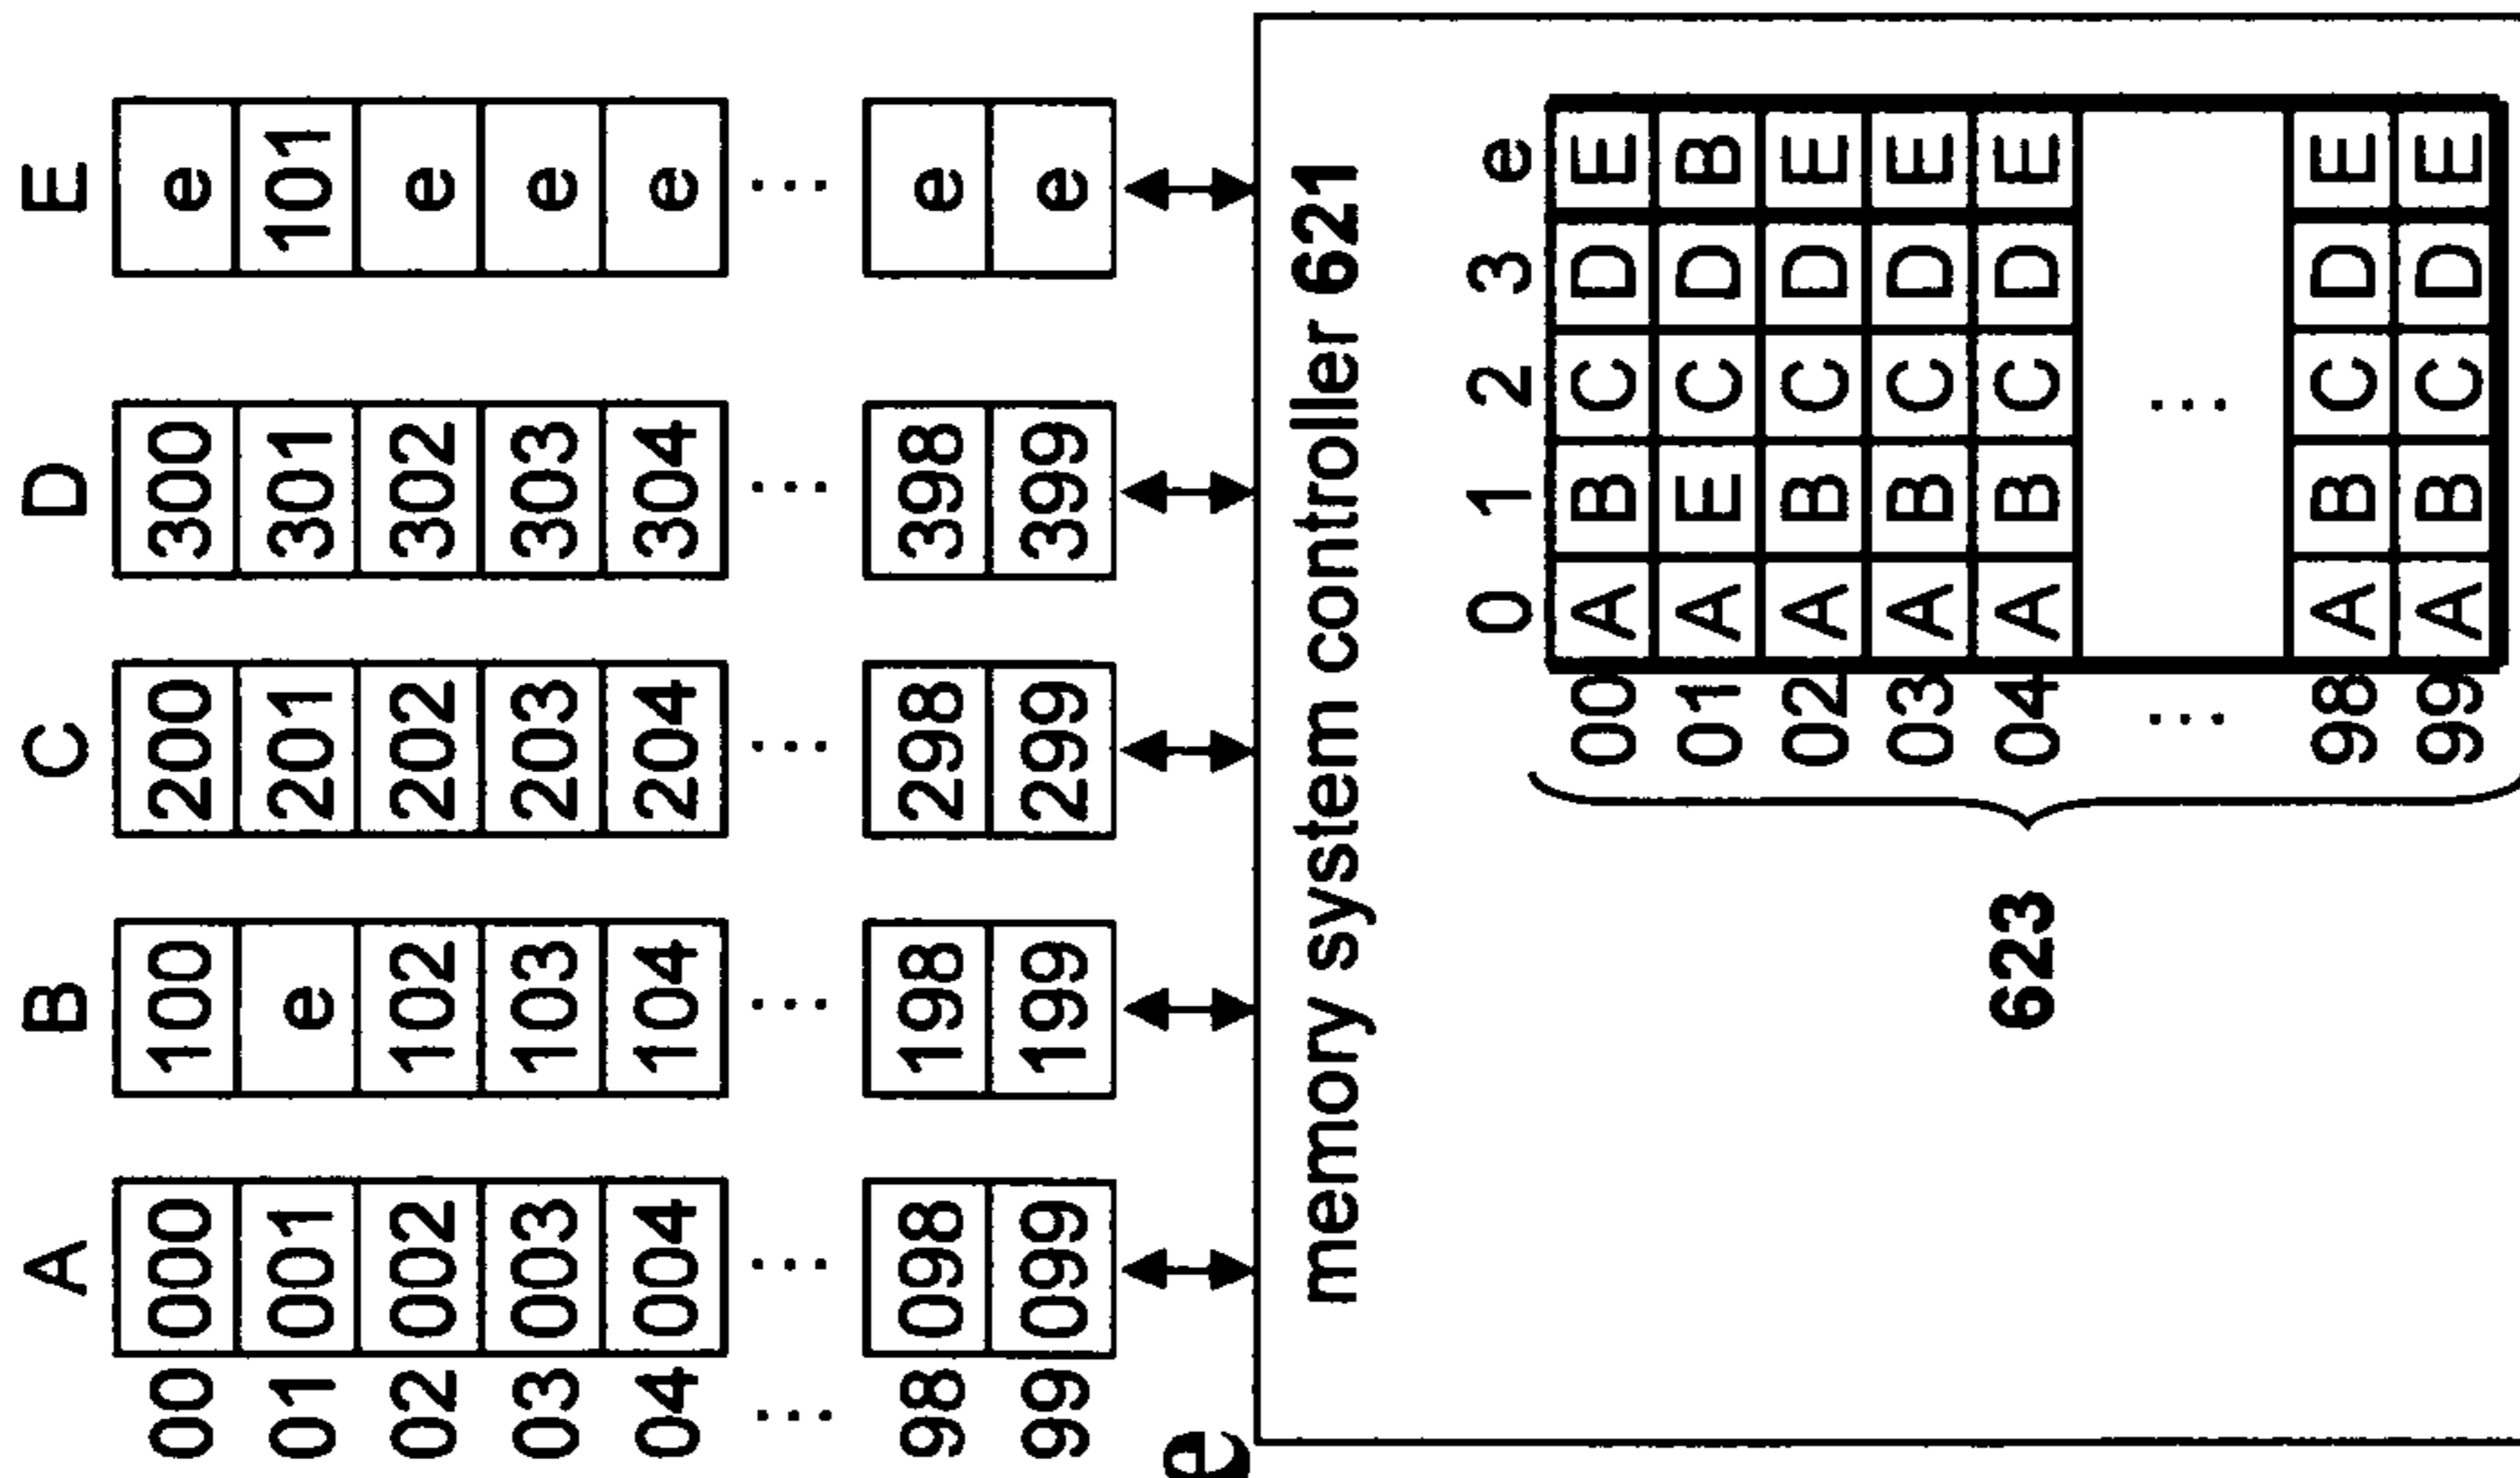 A B C D E
00 000 100 200 300 e
01 001 e 201 301 101
02 002 102 202 302 e
03 003 103 203 303 e
04 004 104 204 304 e
... ... ... ... ... ...
98 098 198 298 398 e
99 099 199 299 399 e
e
memory system controller 621
0 1 2 3 e
00 A B C D E
01 A E C D B
02 A B C D E
03 A B C D E
623 04 A B C D E
... ...
98 A B C D E
99 A B C D E